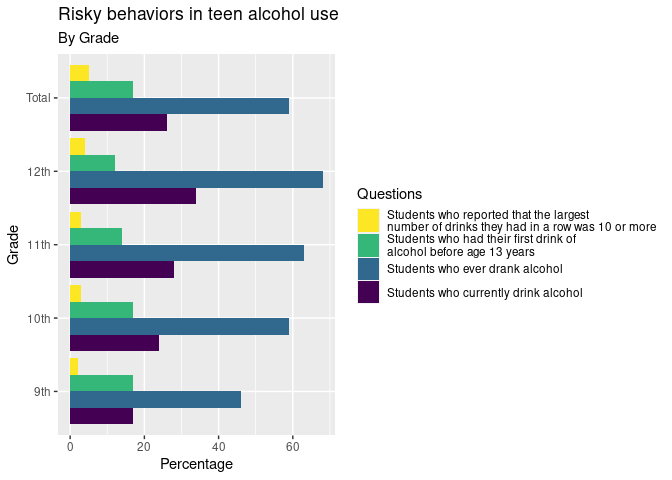 Risky behaviors in teen alcohol use
By Grade
Total
12th
11th
10th
9th
Grade
0
20
40
60
Percentage
Questions
Students who reported that the largest
number of drinks they had in a row was 10 or more
Students who had their first drink of
alcohol before age 13 years
Students who ever drank alcohol
Students who currently drink alcohol